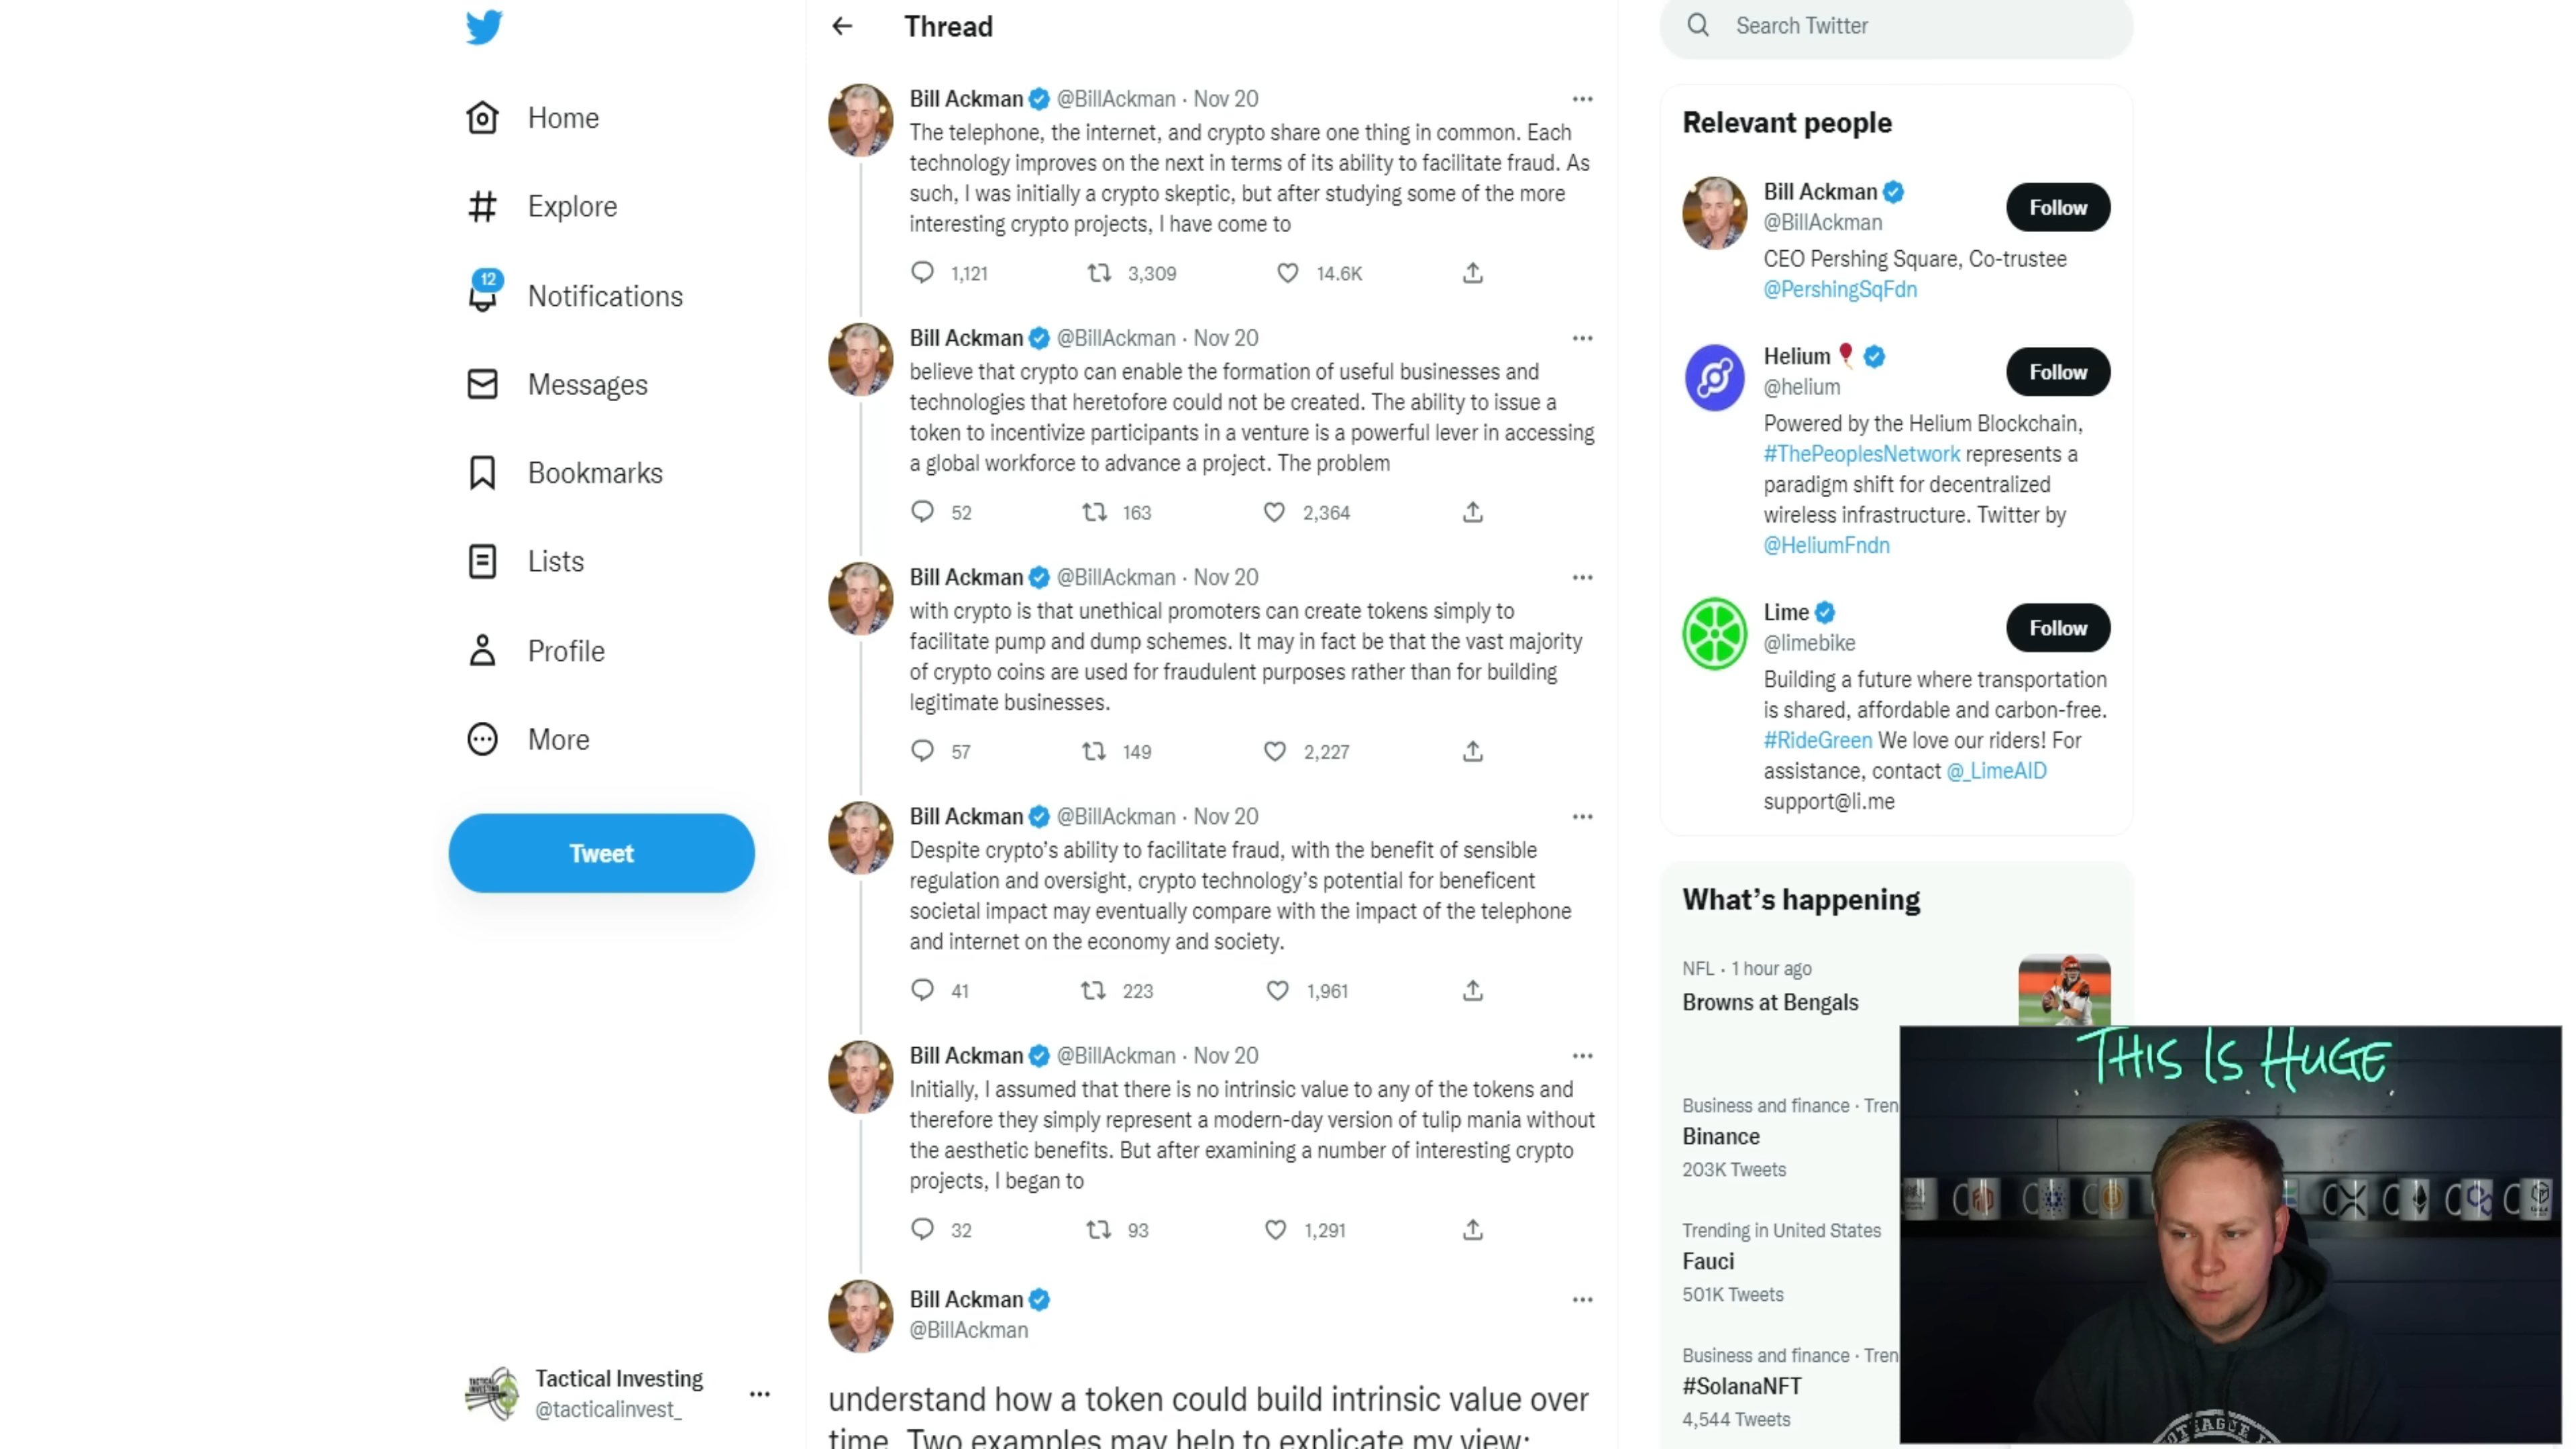 Home
Explore
12
Notifications
Messages
Bookmarks
Lists
Profile
More
Tweet
Tactical Investing
@tacticalinvest_
Thread
Bill Ackman @BillAckman · Nov 20
The telephone, the internet, and crypto share one thing in common. Each
technology improves on the next in terms of its ability to facilitate fraud. As
such, I was initially a crypto skeptic, but after studying some of the more
interesting crypto projects, I have come to
1,121 3,309 14.6K
Bill Ackman @BillAckman · Nov 20
believe that crypto can enable the formation of useful businesses and
technologies that heretofore could not be created. The ability to issue a
token to incentivize participants in a venture is a powerful lever in accessing
a global workforce to advance a project. The problem
52 163 2,364
Bill Ackman @BillAckman · Nov 20
with crypto is that unethical promoters can create tokens simply to
facilitate pump and dump schemes. It may in fact be that the vast majority
of crypto coins are used for fraudulent purposes rather than for building
legitimate businesses.
57 149 2,227
Bill Ackman @BillAckman · Nov 20
Despite crypto’s ability to facilitate fraud, with the benefit of sensible
regulation and oversight, crypto technology’s potential for beneficent
societal impact may eventually compare with the impact of the telephone
and internet on the economy and society.
41 223 1,961
Bill Ackman @BillAckman · Nov 20
Initially, I assumed that there is no intrinsic value to any of the tokens and
therefore they simply represent a modern-day version of tulip mania without
the aesthetic benefits. But after examining a number of interesting crypto
projects, I began to
32 93 1,291
Bill Ackman
@BillAckman
understand how a token could build intrinsic value over
time. Two examples may help to explicate my view:
Search Twitter
Relevant people
Bill Ackman
@BillAckman
Follow
CEO Pershing Square, Co-trustee
@PershingSqFdn
Helium
@helium
Follow
Powered by the Helium Blockchain,
#ThePeoplesNetwork represents a
paradigm shift for decentralized
wireless infrastructure. Twitter by
@HeliumFndn
Lime
@limebike
Follow
Building a future where transportation
is shared, affordable and carbon-free.
#RideGreen We love our riders! For
assistance, contact @_LimeAID
support@li.me
What’s happening
NFL · 1 hour ago
Browns at Bengals
Business and finance · Tren
Binance
203K Tweets
Trending in United States
Fauci
501K Tweets
Business and finance · Tren
#SolanaNFT
4,544 Tweets
THIS IS HUGE